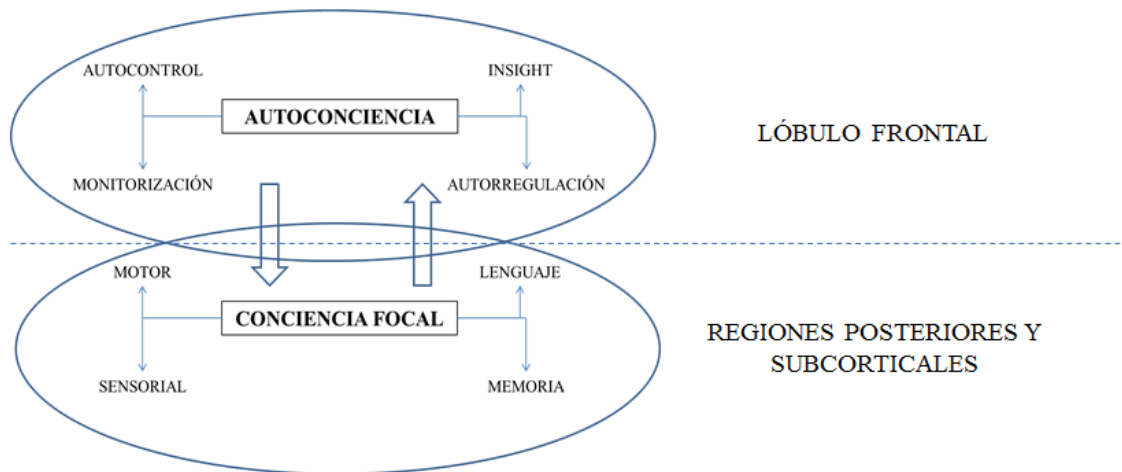 AUTOCONTROL
INSIGHT
AUTOCONCIENCIA
LÓBULO FRONTAL
MONITORIZACIÓN
AUTORREGULACIÓN
MOTOR
LENGUAJE
CONCIENCIA FOCAL
REGIONES POSTERIORES Y
SUBCORTICALES
SENSORIAL
MEMORIA